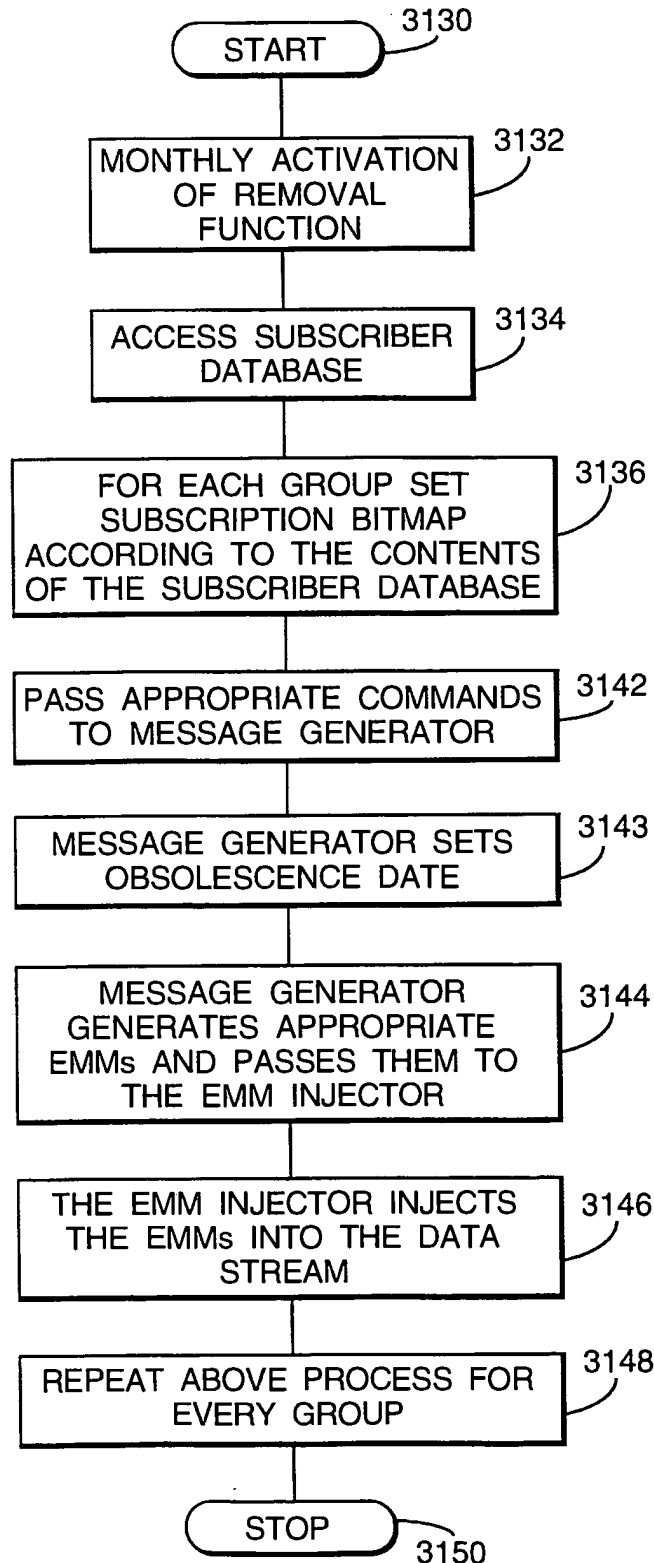 START
3130
MONTHLY ACTIVATION
OF REMOVAL
FUNCTION
3132
ACCESS SUBSCRIBER
DATABASE
3134
FOR EACH GROUP SET
SUBSCRIPTION BITMAP
ACCORDING TO THE CONTENTS
OF THE SUBSCRIBER DATABASE
3136
PASS APPROPRIATE COMMANDS
TO MESSAGE GENERATOR
3142
MESSAGE GENERATOR SETS
OBSOLESCENCE DATE
3143
MESSAGE GENERATOR
GENERATES APPROPRIATE
EMMs AND PASSES THEM TO
THE EMM INJECTOR
3144
THE EMM INJECTOR INJECTS
THE EMMs INTO THE DATA
STREAM
3146
REPEAT ABOVE PROCESS FOR
EVERY GROUP
3148
STOP
3150